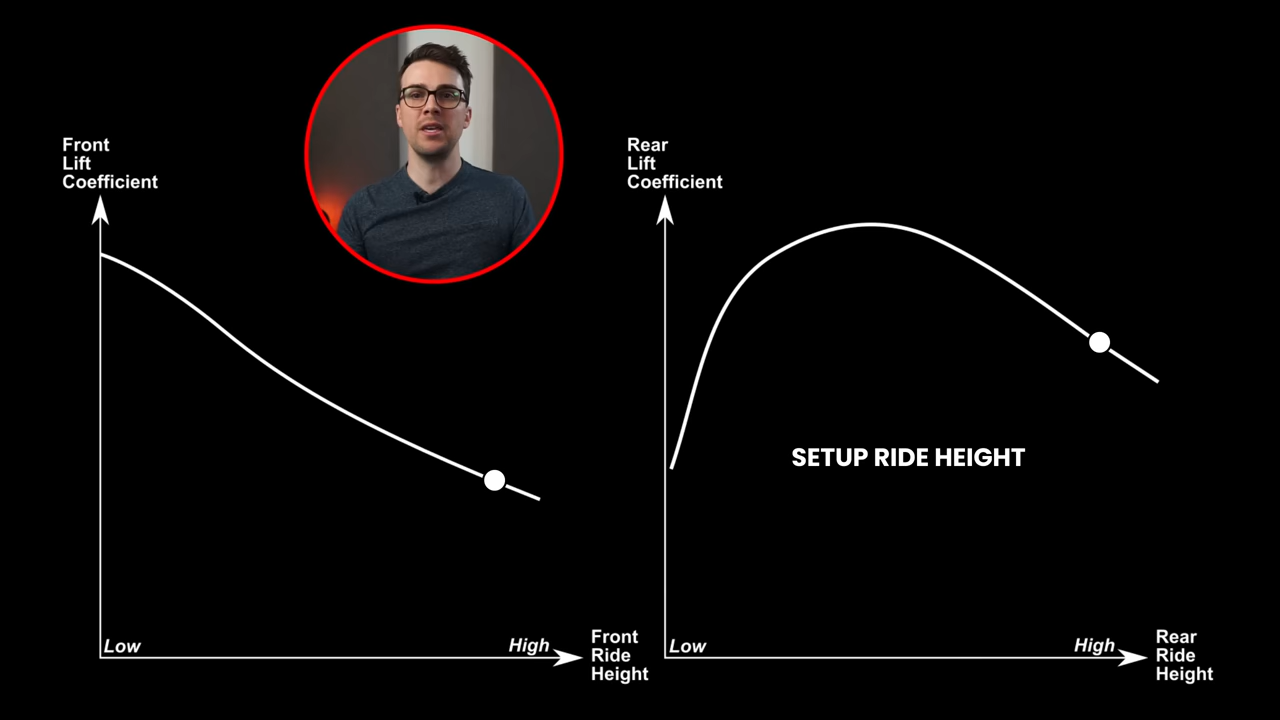 Front
Lift
Coefficient
Rear
Lift
Coefficient
SETUP RIDE HEIGHT
Low
High
Front
Ride
Height
Low
High
Rear
Ride
Height